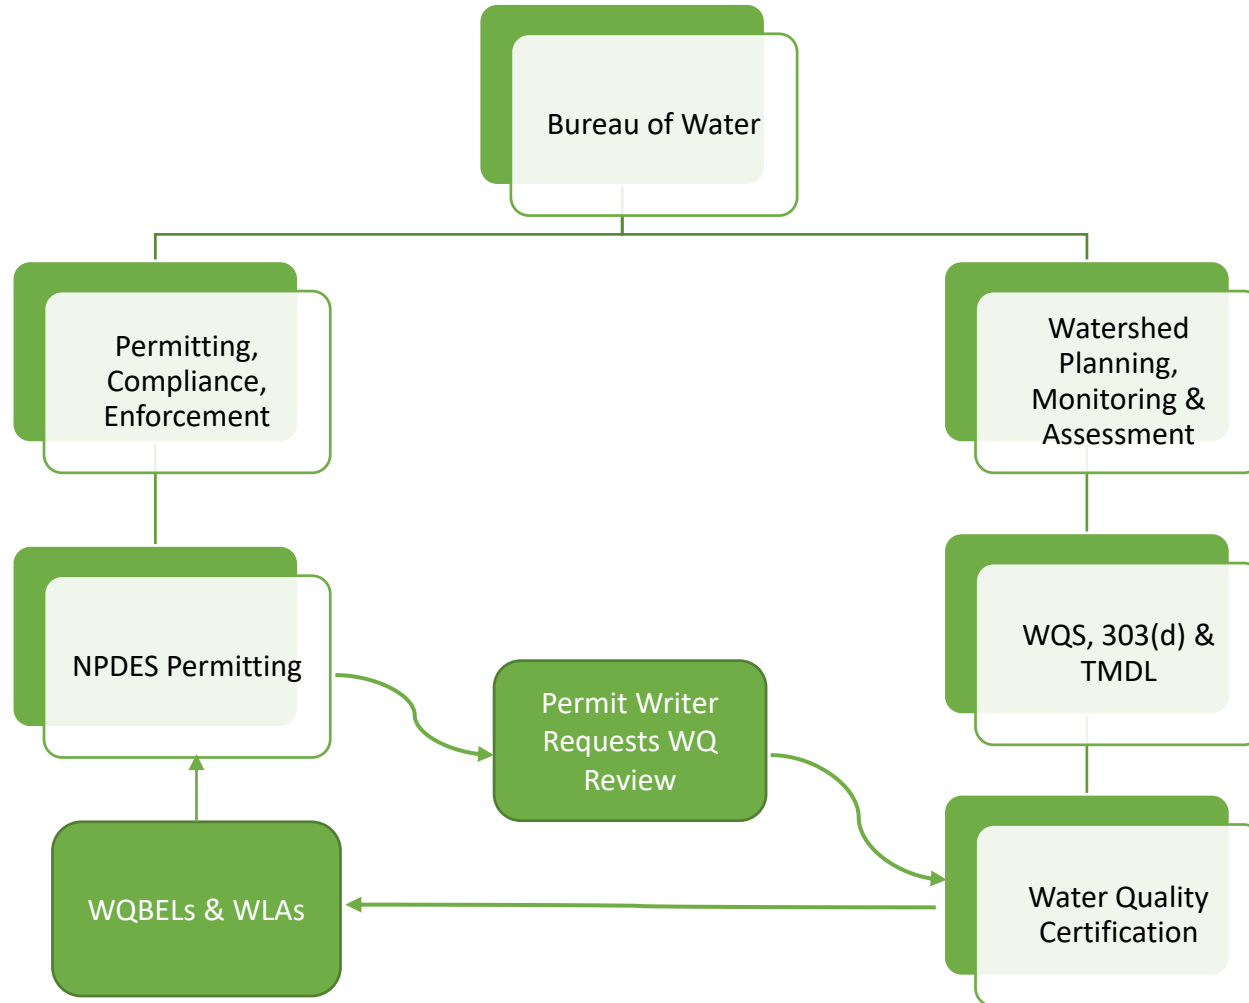 Bureau of Water
Permitting,
Compliance,
Enforcement
Watershed
Planning,
Monitoring &
Assessment
NPDES Permitting
Permit Writer
Requests WQ
Review
WQS, 303(d) &
TMDL
WQBELs & WLAs
Water Quality
Certification